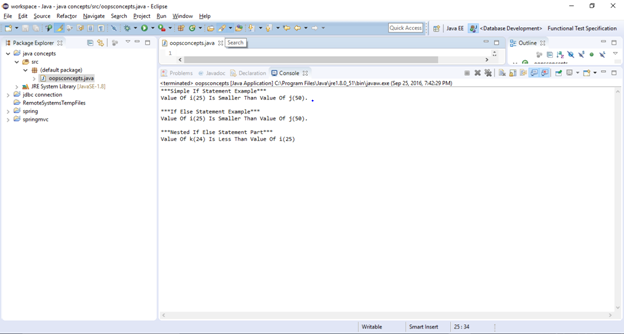 workspace - Java - java concepts/src/oopsconcepts.java - Eclipse
File Edit Source Refactor Navigate Search Project Run Window Help
Quick Access
Java EE
<Database Development>
Functional Test Specification
Package Explorer
java concepts
src
(default package)
oopsconcepts.java
JRE System Library [JavaSE-1.8]
jdbc connection
RemoteSystemsTempFiles
spring
springmvc
oopsconcepts.java
Search
1
Outline
Problems Javadoc Declaration Console
<terminated> oopsconcepts [Java Application] C:\Program Files\Java\jre1.8.0_51\bin\javaw.exe (Sep 25, 2016, 7:42:29 PM)
"""Simple If Statement Example"""
Value Of i(25) Is Smaller Than Value Of j(50).
"""If Else Statement Example"""
Value Of i(25) Is Smaller Than Value Of j(50).
"""Nested If Else Statement Part"""
Value Of k(24) Is Less Than Value Of i(25)
Writable
Smart Insert
25 : 34